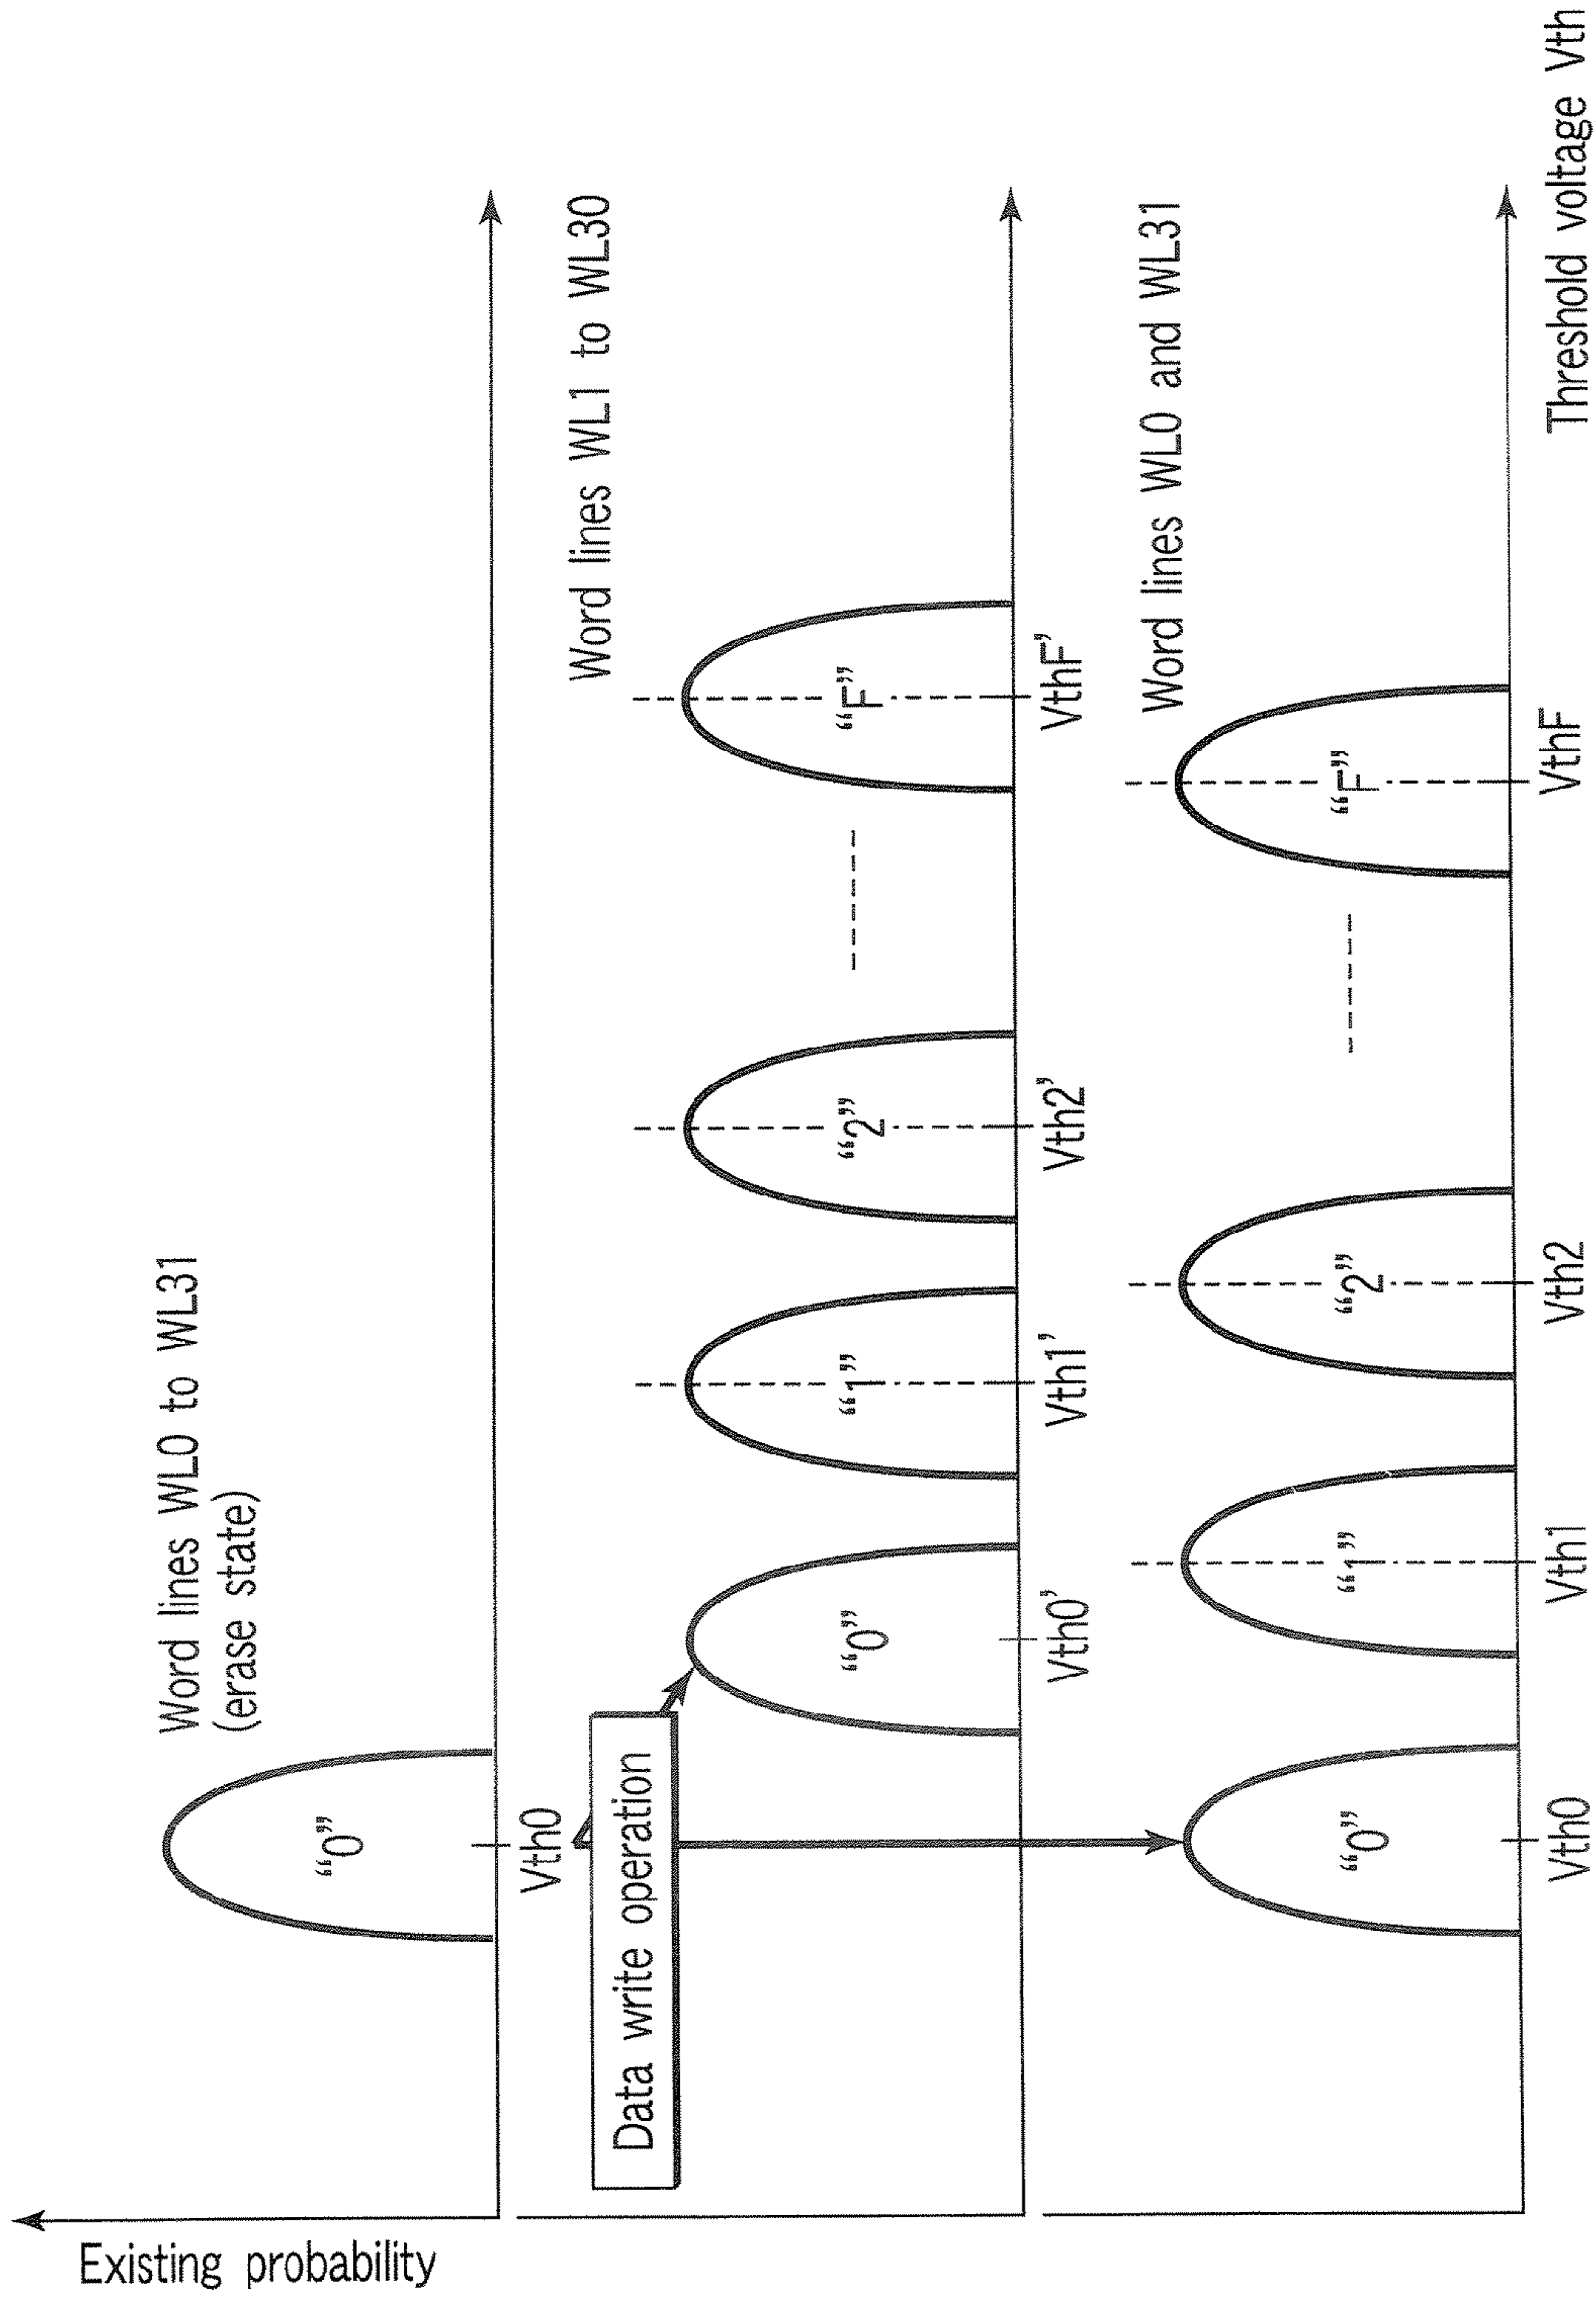 Existing probability
Word lines WL0 to WL31
(erase state)
“0”
Vth0
Data write operation
Word lines WL1 to WL30
“0”
“1”
“2”
“F”
Vth0’
Vth1’
Vth2’
VthF’
Word lines WL0 and WL31
“0”
“1”
“2”
“F”
Vth0
Vth1
Vth2
VthF
Threshold voltage Vth